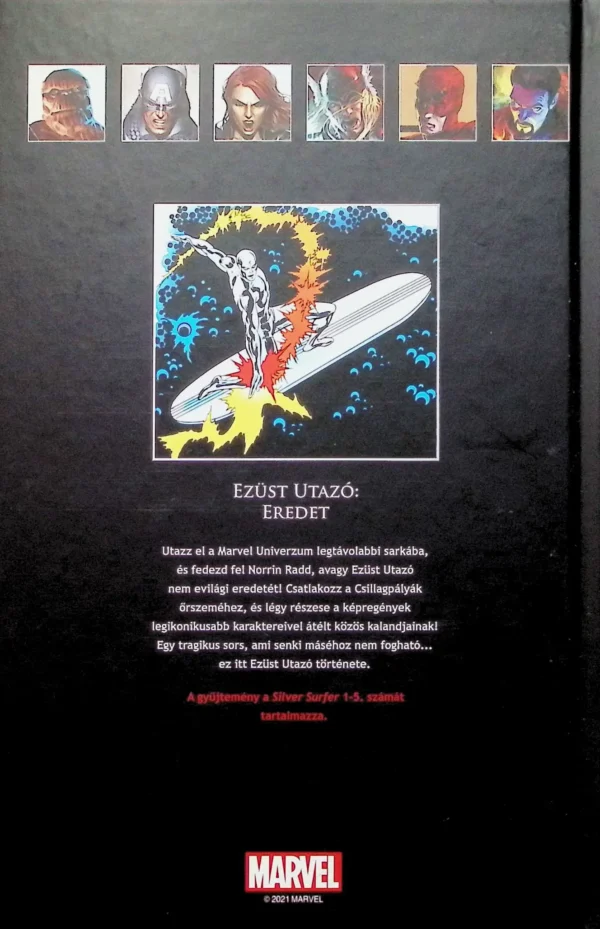 EZÜST UTAZÓ:
EREDET
Utazz el a Marvel Univerzum legtávolabbi sarkába,
és fedezd fel Norrin Radd, avagy Ezüst Utazó
nem evilági eredetét! Csatlakozz a Csillagpályák
őrszeméhez, és légy részese a képregények
legikonikusabb karaktereivel átélt közös kalandjainak!
Egy tragikus sors, ami senki máséhoz nem fogható...
ez itt Ezüst Utazó története.
A gyűjtemény a Silver Surfer 1-5. számát
tartalmazza.
MARVEL
© 2021 MARVEL